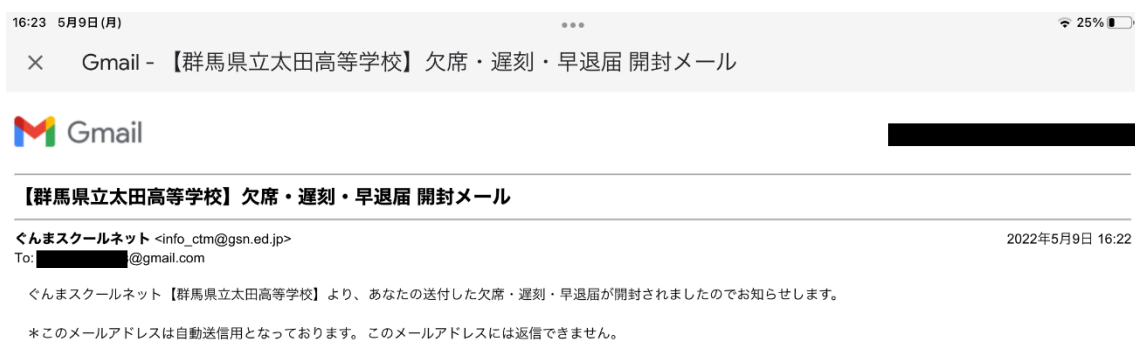 16:23 5月9日(月)
25%
× Gmail - 【群馬県立太田高等学校】欠席・遅刻・早退届 開封メール
Gmail
【群馬県立太田高等学校】欠席・遅刻・早退届 開封メール
ぐんまスクールネット <info_ctm@gsn.ed.jp>
2022年5月9日 16:22
To: @gmail.com
ぐんまスクールネット【群馬県立太田高等学校】より、あなたの送付した欠席・遅刻・早退届が開封されましたのでお知らせします。
＊このメールアドレスは自動送信用となっております。このメールアドレスには返信できません。